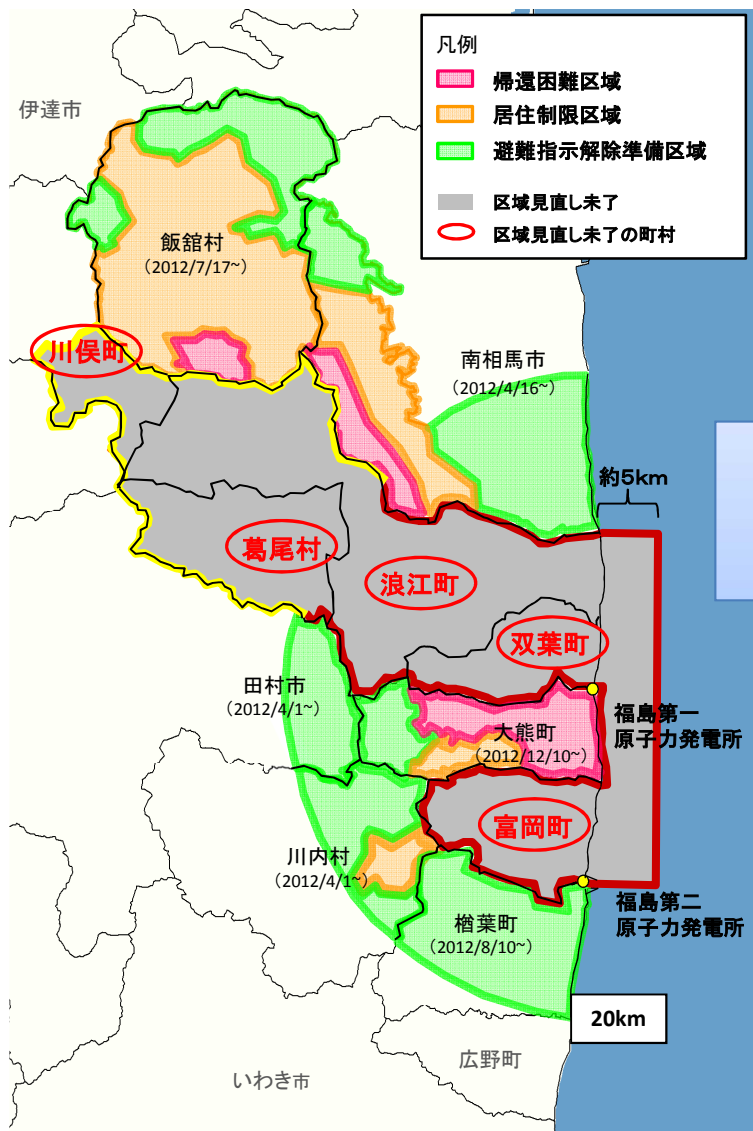 凡例
帰還困難区域
居住制限区域
避難指示解除準備区域
区域見直し未了
区域見直し未了の町村
伊達市
飯舘村
（2012/7/17~）
川俣町
南相馬市
（2012/4/16~）
約5km
葛尾村
浪江町
双葉町
田村市
（2012/4/1~）
福島第一
原子力発電所
大熊町
（2012/12/10~）
富岡町
川内村
（2012/4/1~）
福島第二
原子力発電所
楢葉町
（2012/8/10~）
20km
広野町
いわき市